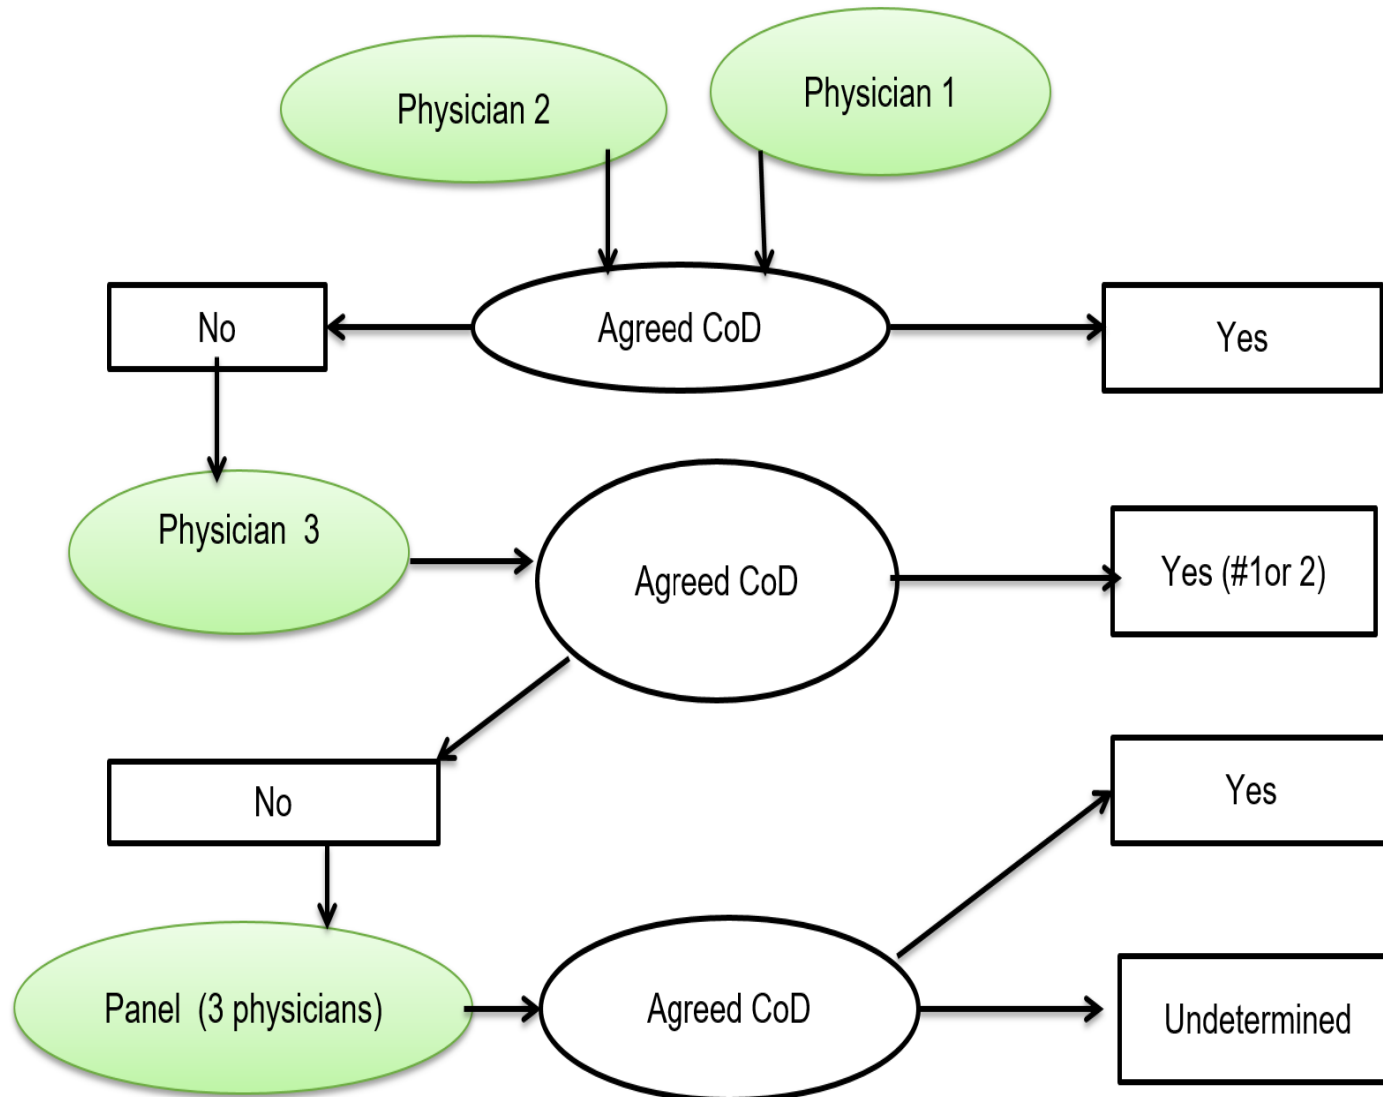 Physician 2
Physician 1
No
Agreed CoD
Yes
Physician  3
Agreed CoD
Yes (#1or 2)
No
Yes
Panel  (3 physicians)
Agreed CoD
Undetermined